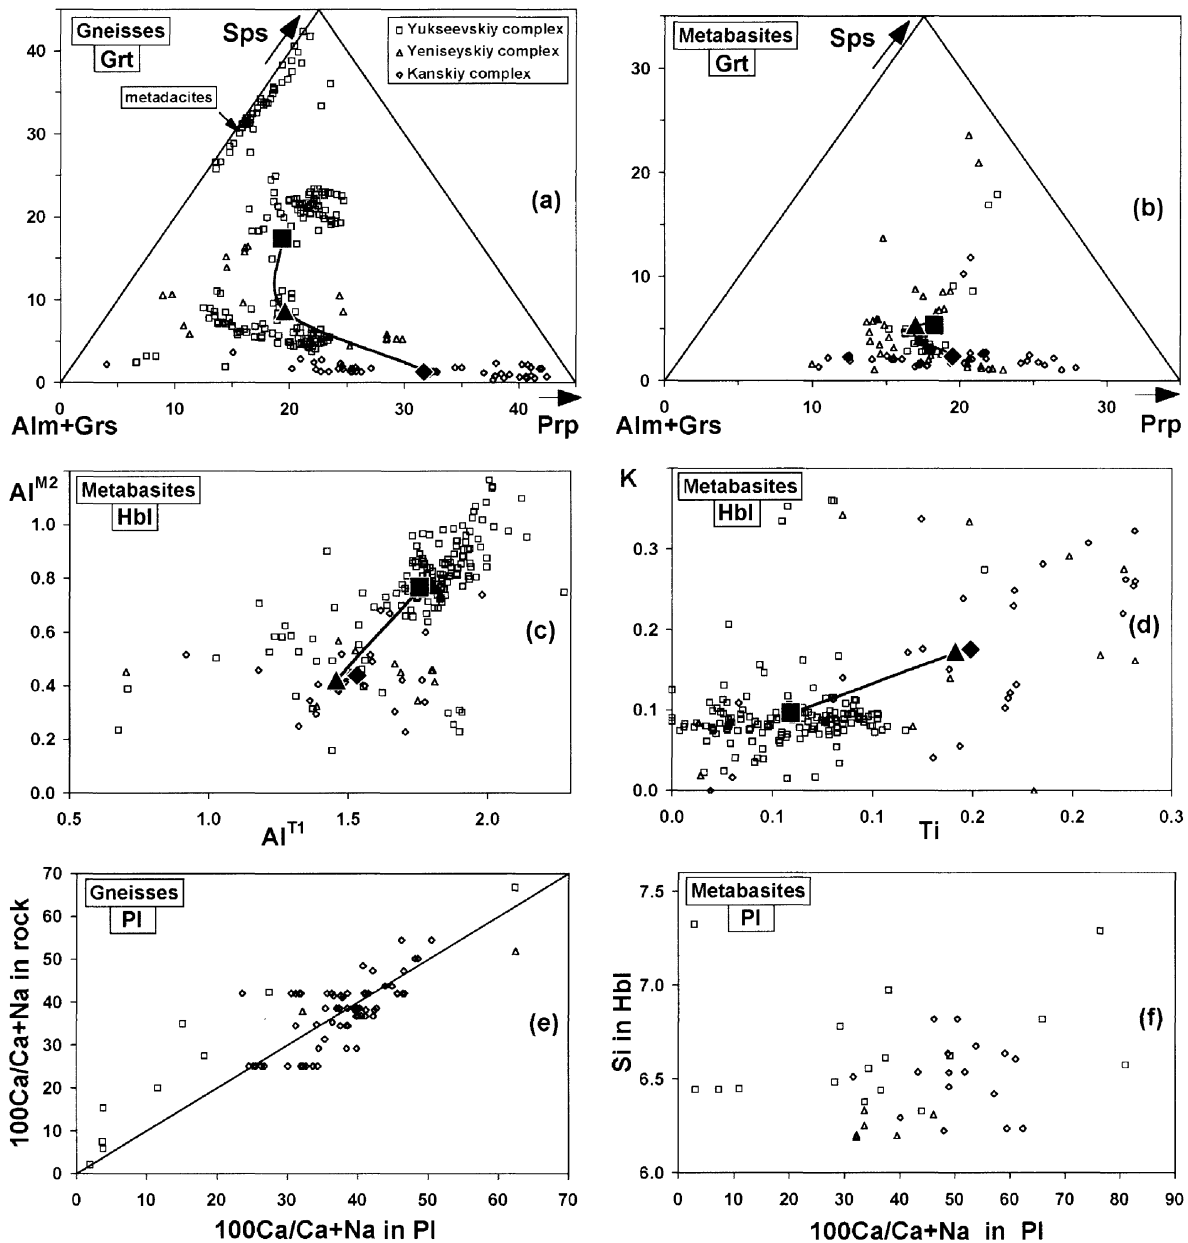 Gneisses
Grt
Sps
Yukseevskiy complex
Yeniseyskiy complex
Kanskiy complex
metadacites
(a)
40
30
20
10
0
0 10 20 30 40
Alm+Grs Prp
Metabasites
Grt
Sps
(b)
30
20
10
0
0 10 20 30
Alm+Grs Prp
Al^M2
Metabasites
Hbl
(c)
1.0
0.8
0.6
0.4
0.2
0.0
0.5 1.0 1.5 2.0
Al^T1
K
Metabasites
Hbl
(d)
0.3
0.2
0.1
0.0
0.0 0.1 0.1 0.2 0.2 0.3
Ti
100Ca/Ca+Na in rock
Gneisses
Pl
(e)
70
60
50
40
30
20
10
0
0 10 20 30 40 50 60 70
100Ca/Ca+Na in Pl
Si in Hbl
Metabasites
Pl
(f)
7.5
7.0
6.5
6.0
0 10 20 30 40 50 60 70 80 90
100Ca/Ca+Na in Pl